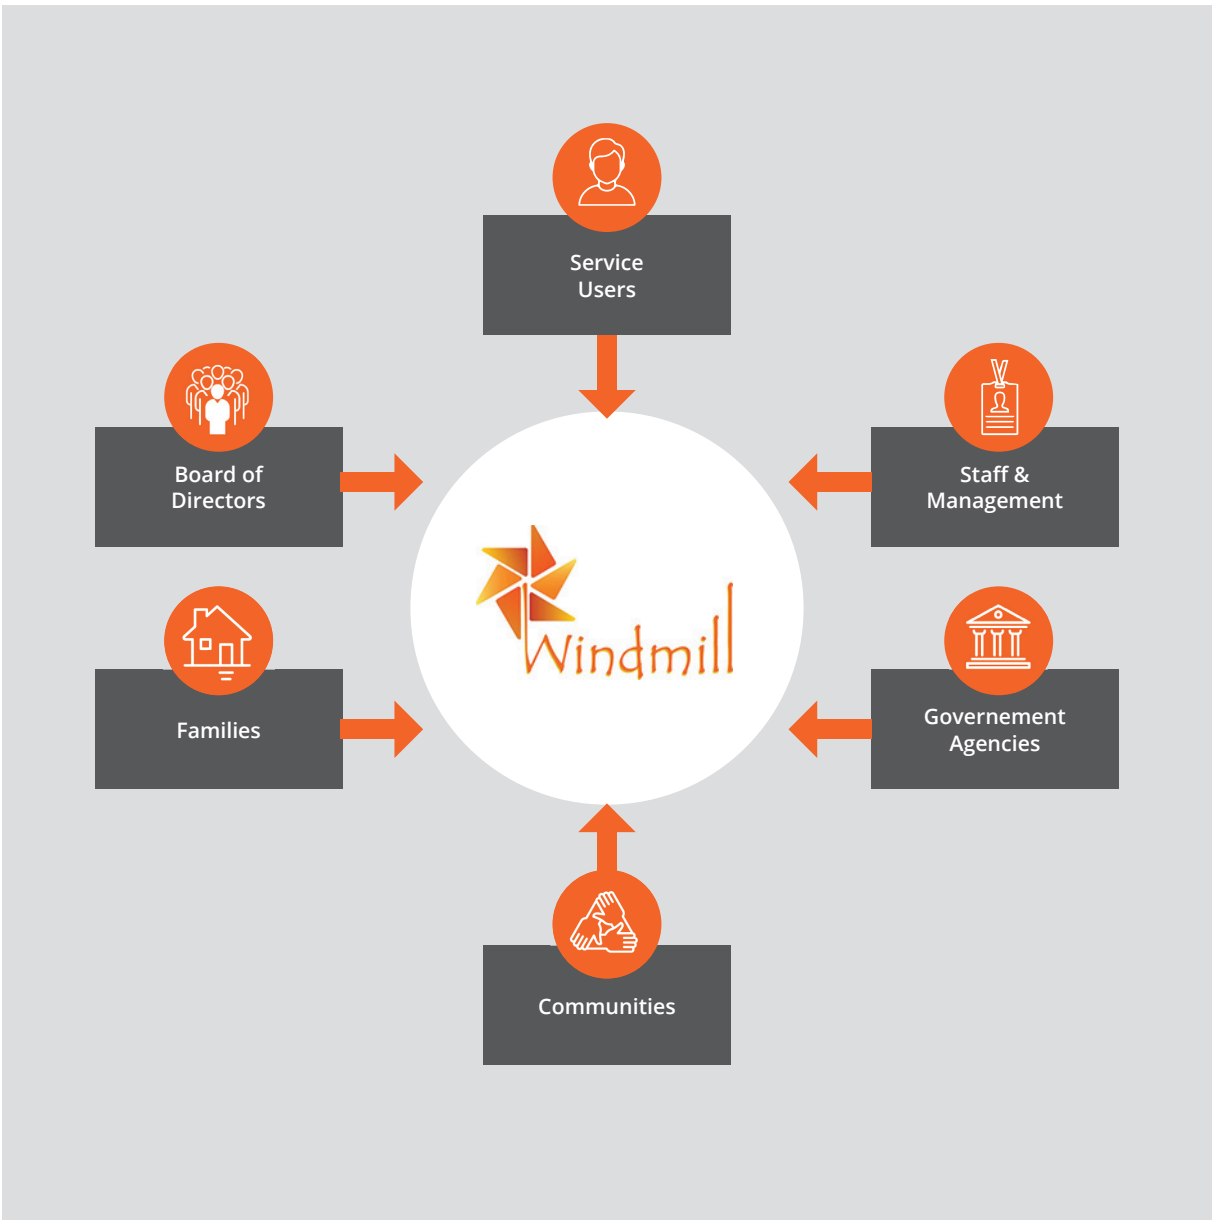 Service
Users
Board of
Directors
Staff &
Management
Windmill
Families
Governement
Agencies
Communities